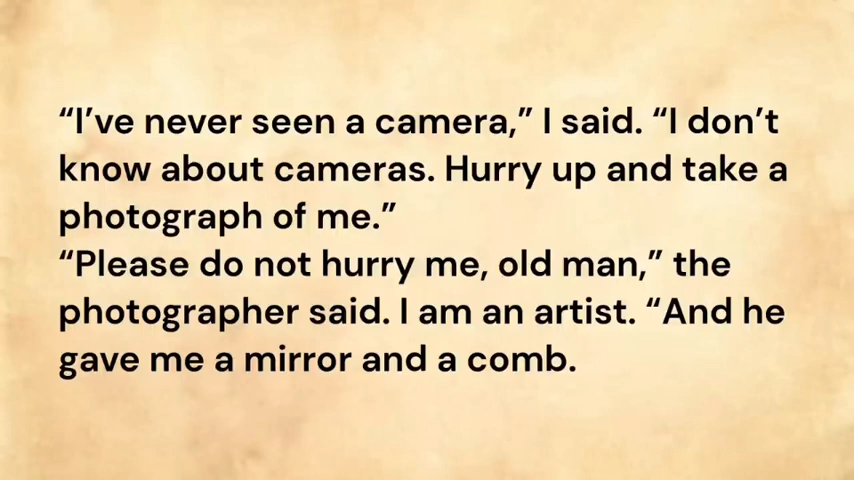 “I’ve never seen a camera,” I said. “I don’t
know about cameras. Hurry up and take a
photograph of me.”
“Please do not hurry me, old man,” the
photographer said. I am an artist. “And he
gave me a mirror and a comb.